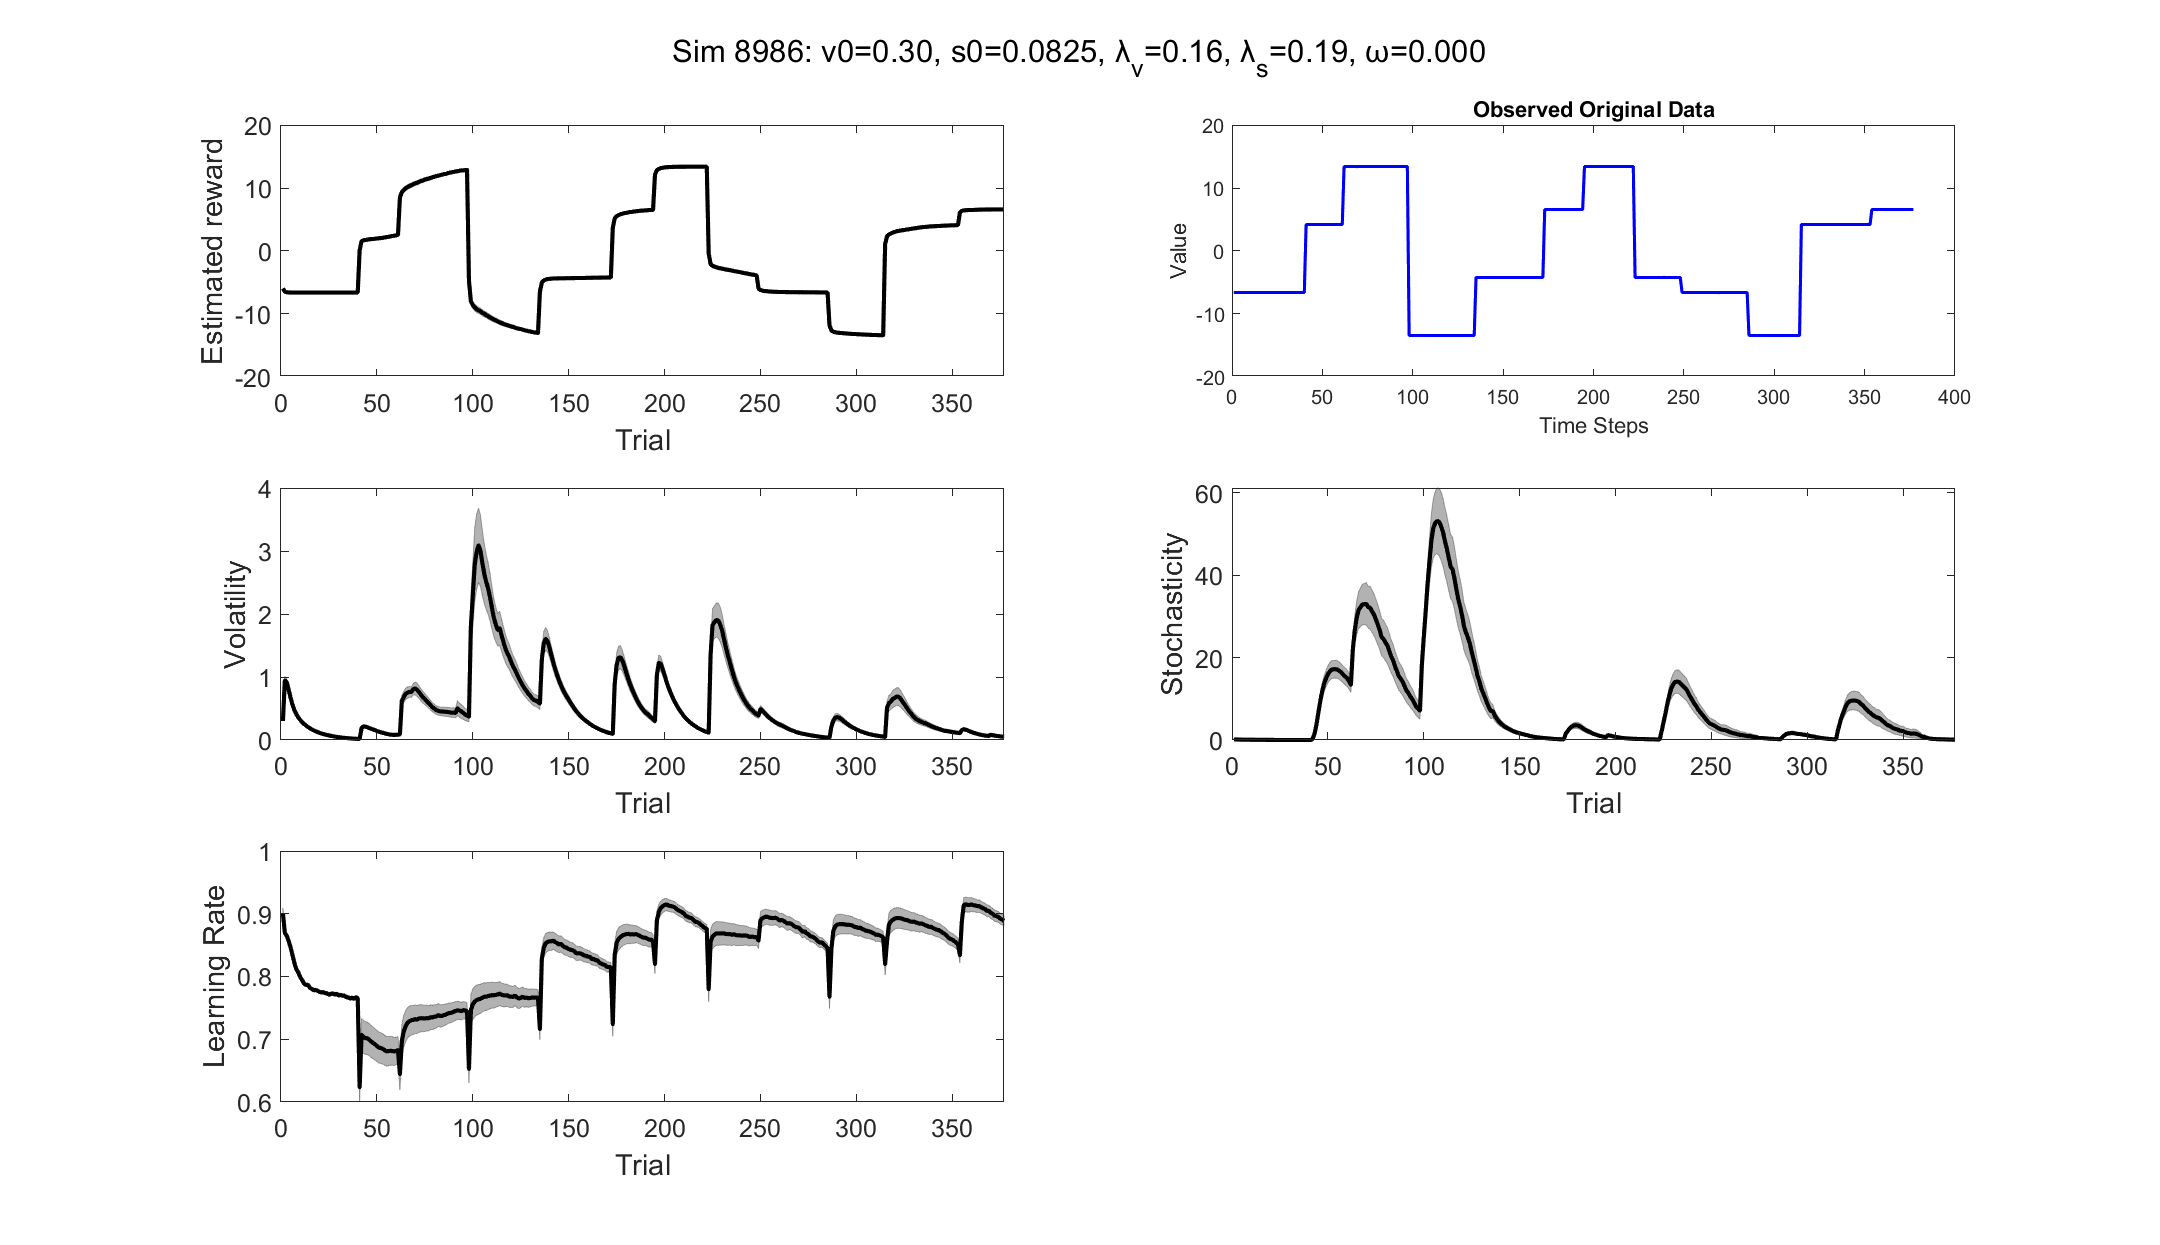 Sim 8986: v0=0.30, s0=0.0825, λv=0.16, λs=0.19, ω=0.000
20
10
0
-10
-20
Estimated reward
0 50 100 150 200 250 300 350
Trial
Observed Original Data
20
10
0
-10
-20
Value
0 50 100 150 200 250 300 350 400
Time Steps
4
3
2
1
0
Volatility
0 50 100 150 200 250 300 350
Trial
60
40
20
0
Stochasticity
0 50 100 150 200 250 300 350
Trial
1
0.9
0.8
0.7
0.6
Learning Rate
0 50 100 150 200 250 300 350
Trial